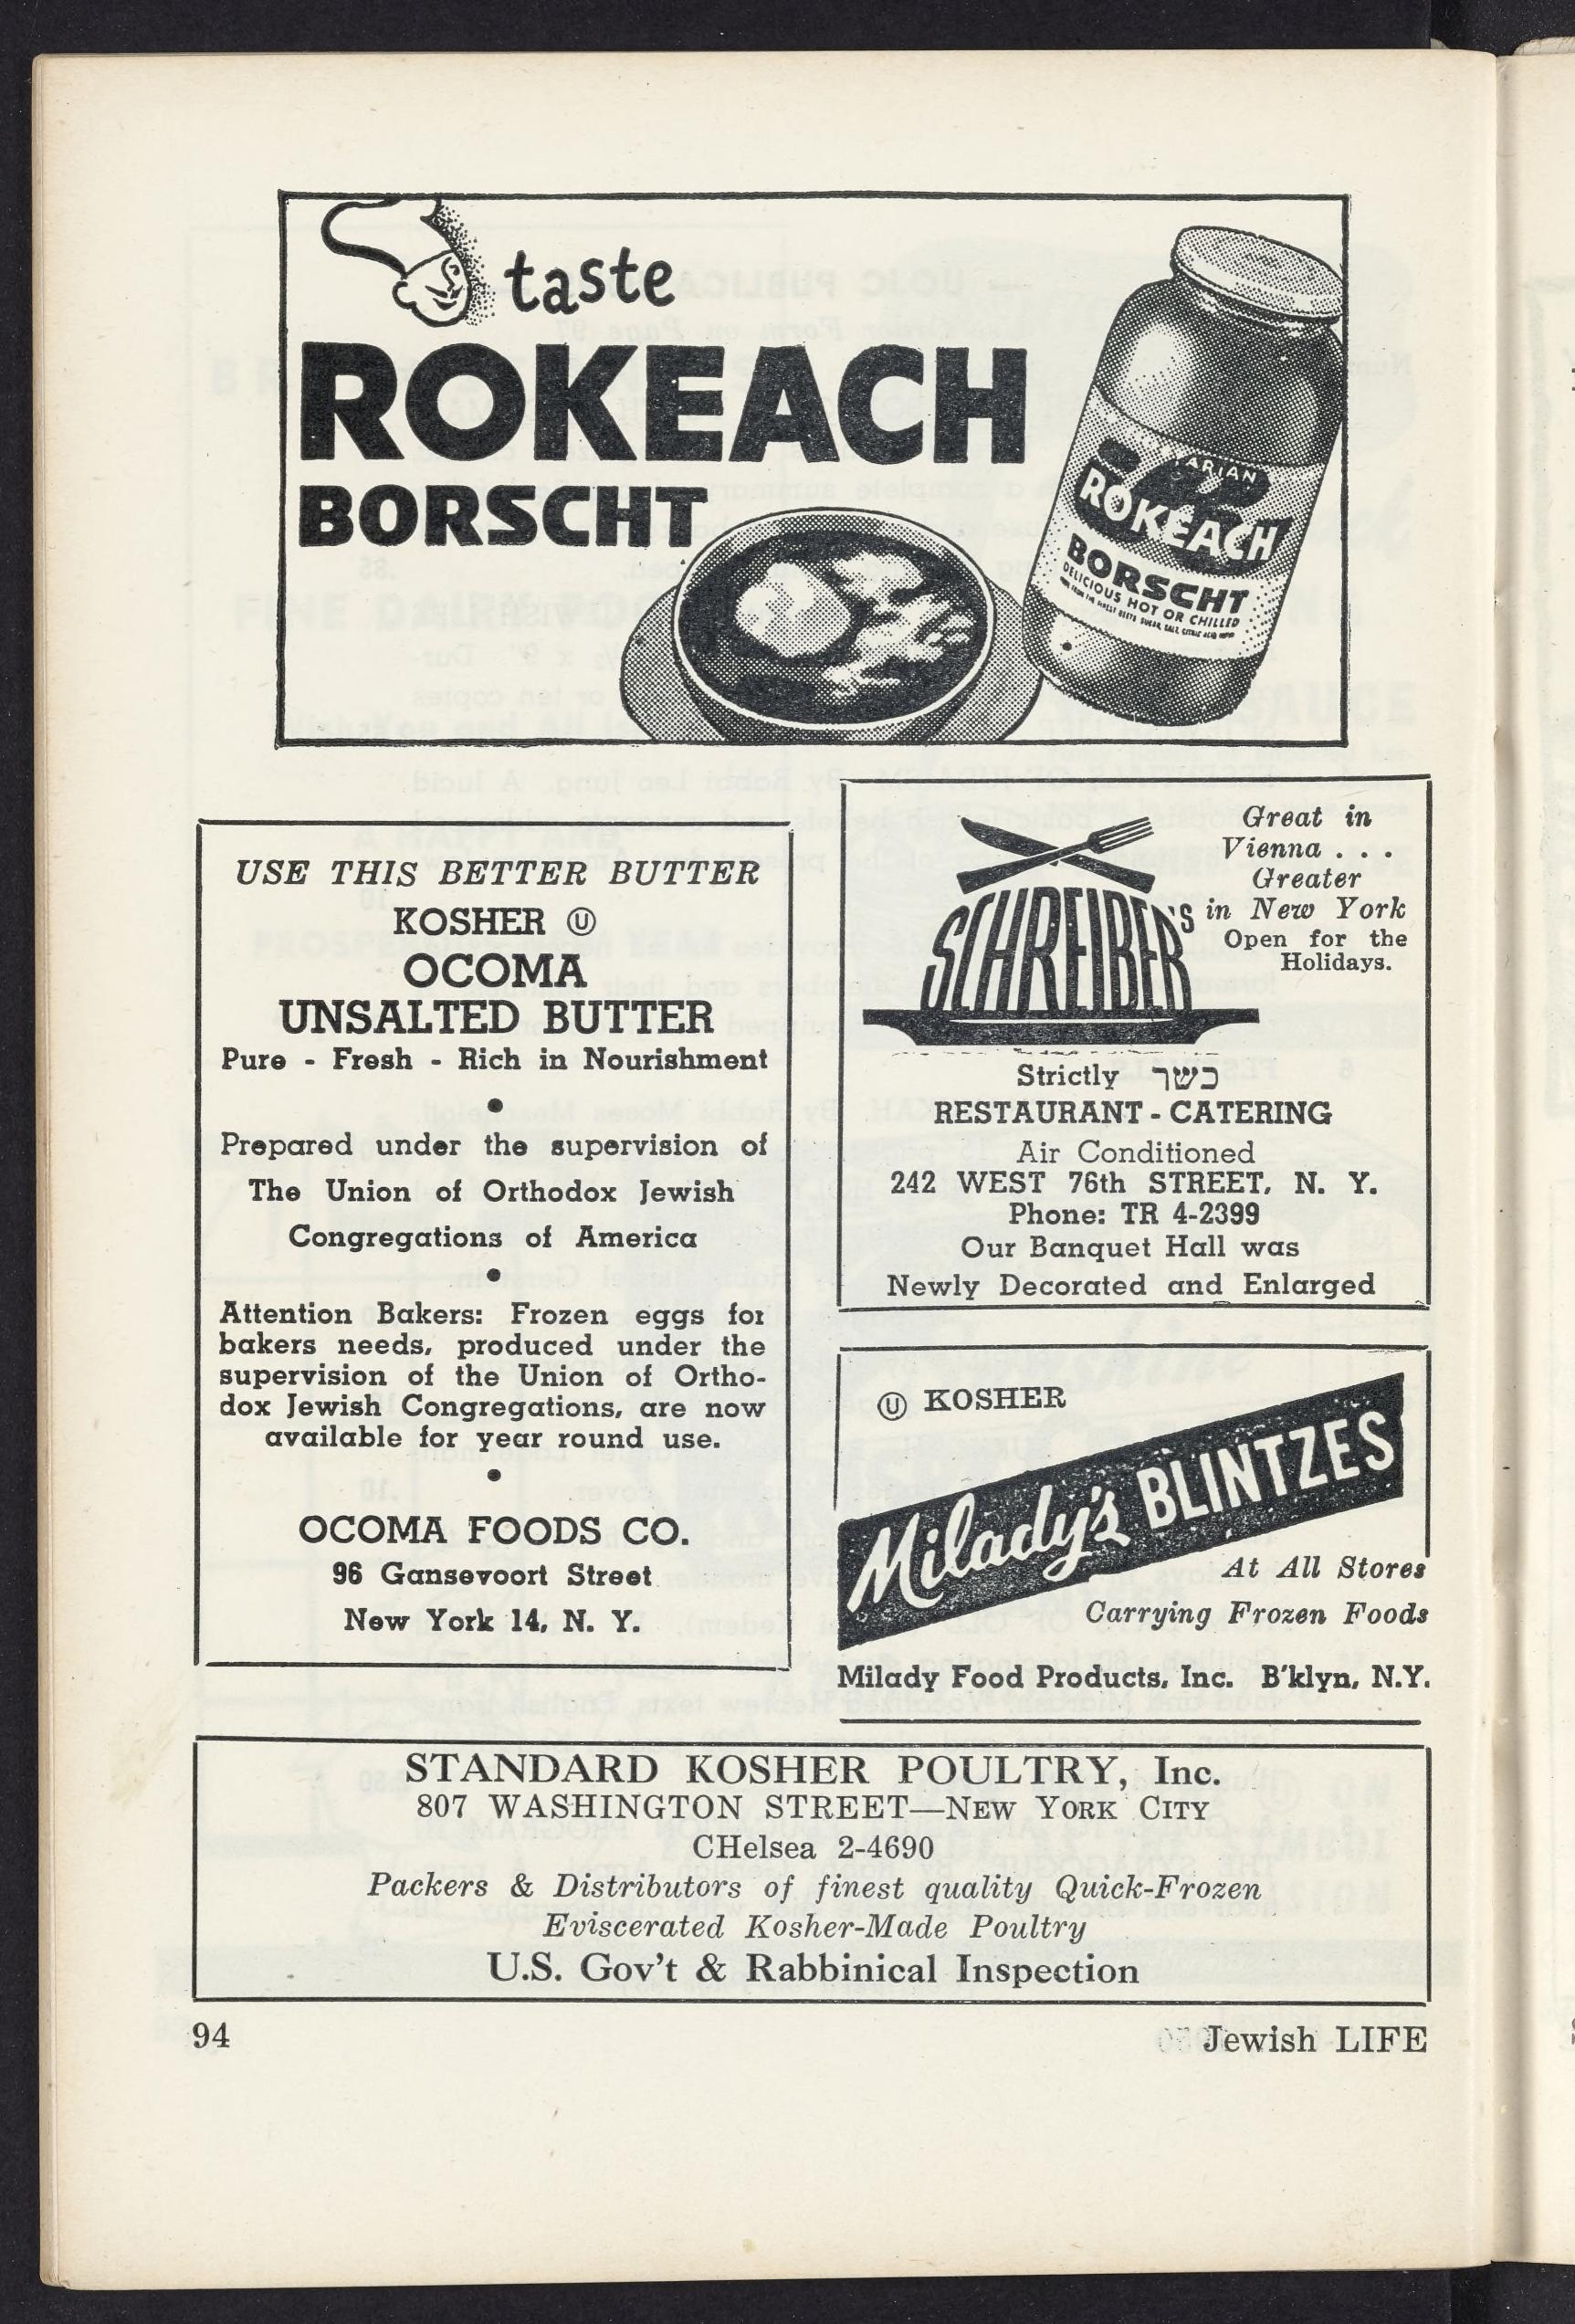 taste
ROKEACH
BORSCHT
ARIAN
ROKEACH
BORSCHT
DELICIOUS HOT OR CHILLED
USE THIS BETTER BUTTER
KOSHER Ⓤ
OCOMA
UNSALTED BUTTER
Pure - Fresh - Rich in Nourishment
Prepared under the supervision of
The Union of Orthodox Jewish
Congregations of America
Attention Bakers: Frozen eggs for
bakers needs, produced under the
supervision of the Union of Ortho-
dox Jewish Congregations, are now
available for year round use.
OCOMA FOODS CO.
96 Gansevoort Street
New York 14, N. Y.
SCHREIBER'S
Great in
Vienna . . .
Greater
in New York
Open for the
Holidays.
Strictly כשר
RESTAURANT - CATERING
Air Conditioned
242 WEST 76th STREET, N. Y.
Phone: TR 4-2399
Our Banquet Hall was
Newly Decorated and Enlarged
Ⓤ KOSHER
Milady's BLINTZES
At All Stores
Carrying Frozen Foods
Milady Food Products, Inc. B'klyn, N.Y.
STANDARD KOSHER POULTRY, Inc.
807 WASHINGTON STREET—NEW YORK CITY
CHelsea 2-4690
Packers & Distributors of finest quality Quick-Frozen
Eviscerated Kosher-Made Poultry
U.S. Gov't & Rabbinical Inspection
94
Jewish LIFE